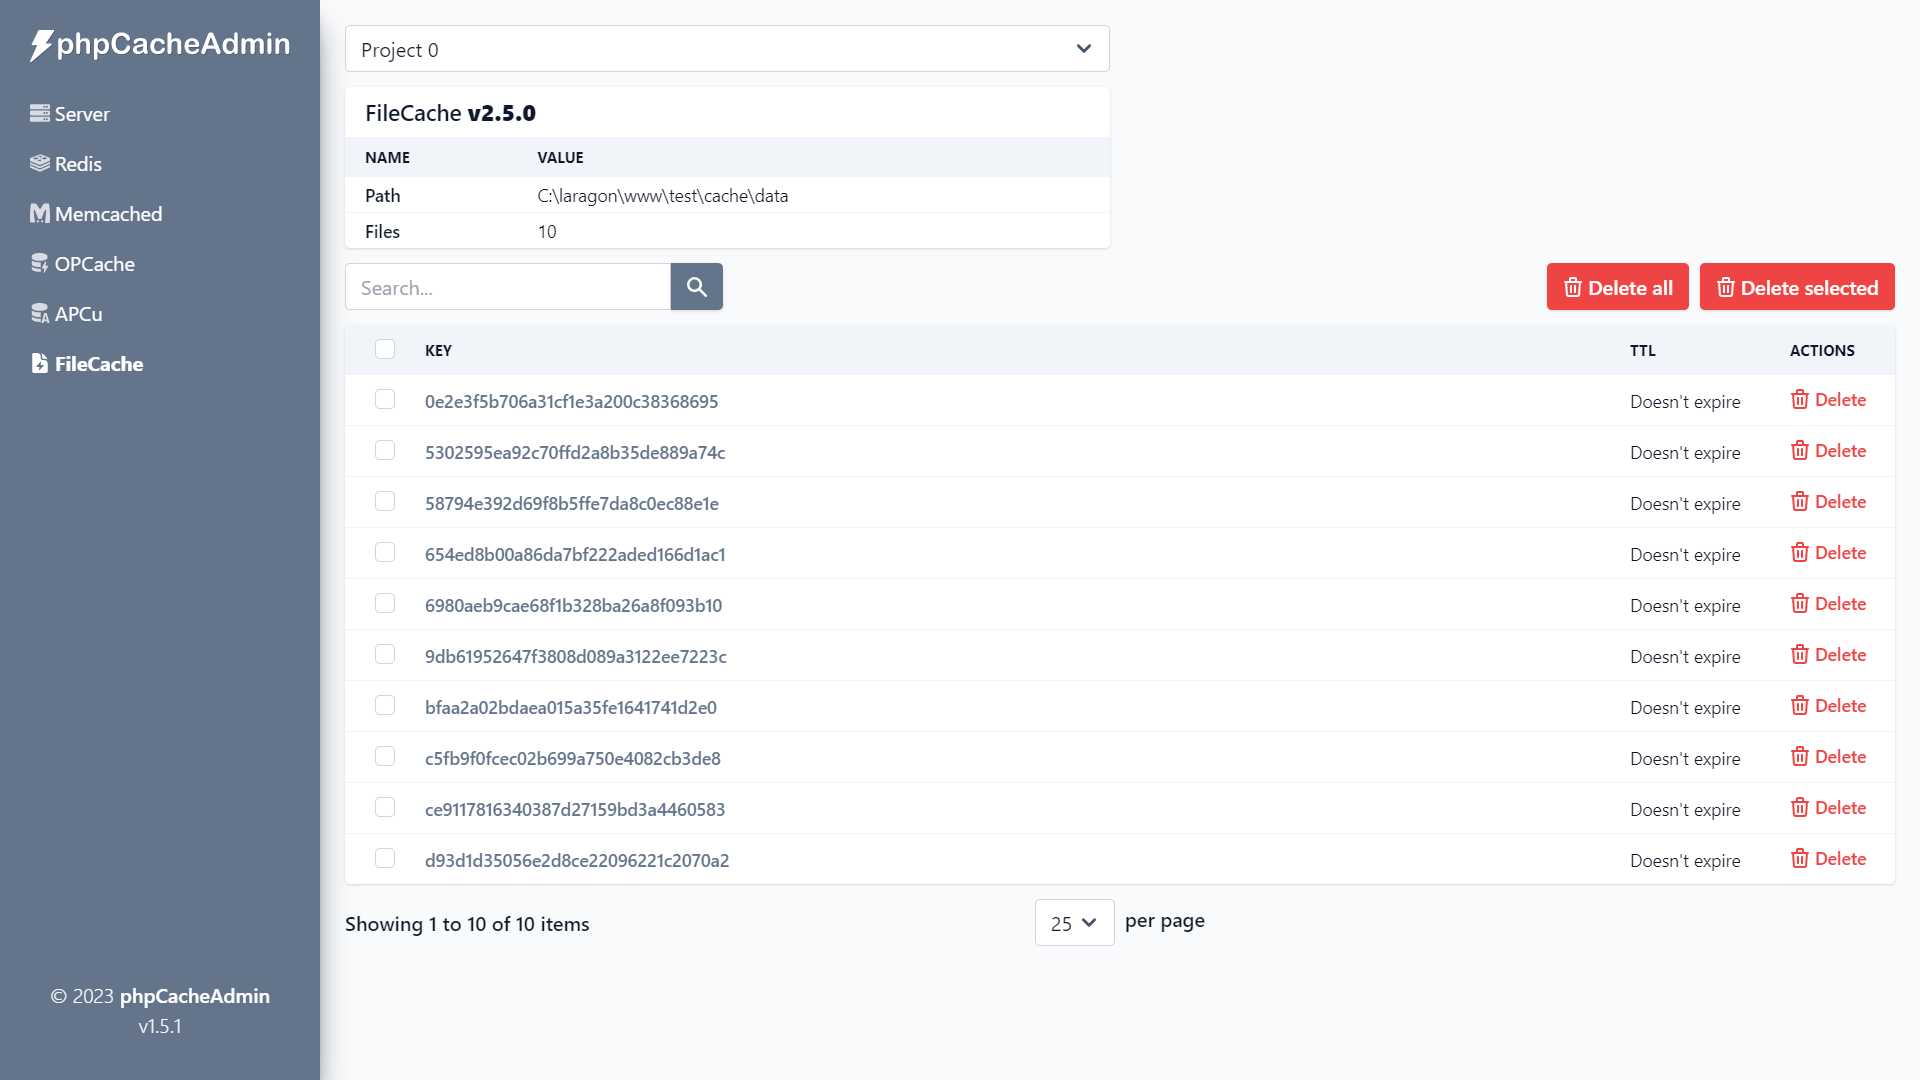 phpCacheAdmin
Server
Redis
Memcached
OPCache
APCu
FileCache
© 2023 phpCacheAdmin
v1.5.1
Project 0
FileCache v2.5.0
NAME VALUE
Path C:\laragon\www\test\cache\data
Files 10
Search...
Delete all Delete selected
KEY TTL ACTIONS
0e2e3f5b706a31cf1e3a200c38368695 Doesn't expire Delete
5302595ea92c70ffd2a8b35de889a74c Doesn't expire Delete
58794e392d69f8b5ffe7da8c0ec88e1e Doesn't expire Delete
654ed8b00a86da7bf222aded166d1ac1 Doesn't expire Delete
6980aeb9cae68f1b328ba26a8f093b10 Doesn't expire Delete
9db61952647f3808d089a3122ee7223c Doesn't expire Delete
bfaa2a02bdaea015a35fe1641741d2e0 Doesn't expire Delete
c5fb9f0fcec02b699a750e4082cb3de8 Doesn't expire Delete
ce9117816340387d27159bd3a4460583 Doesn't expire Delete
d93d1d35056e2d8ce22096221c2070a2 Doesn't expire Delete
Showing 1 to 10 of 10 items 25 per page